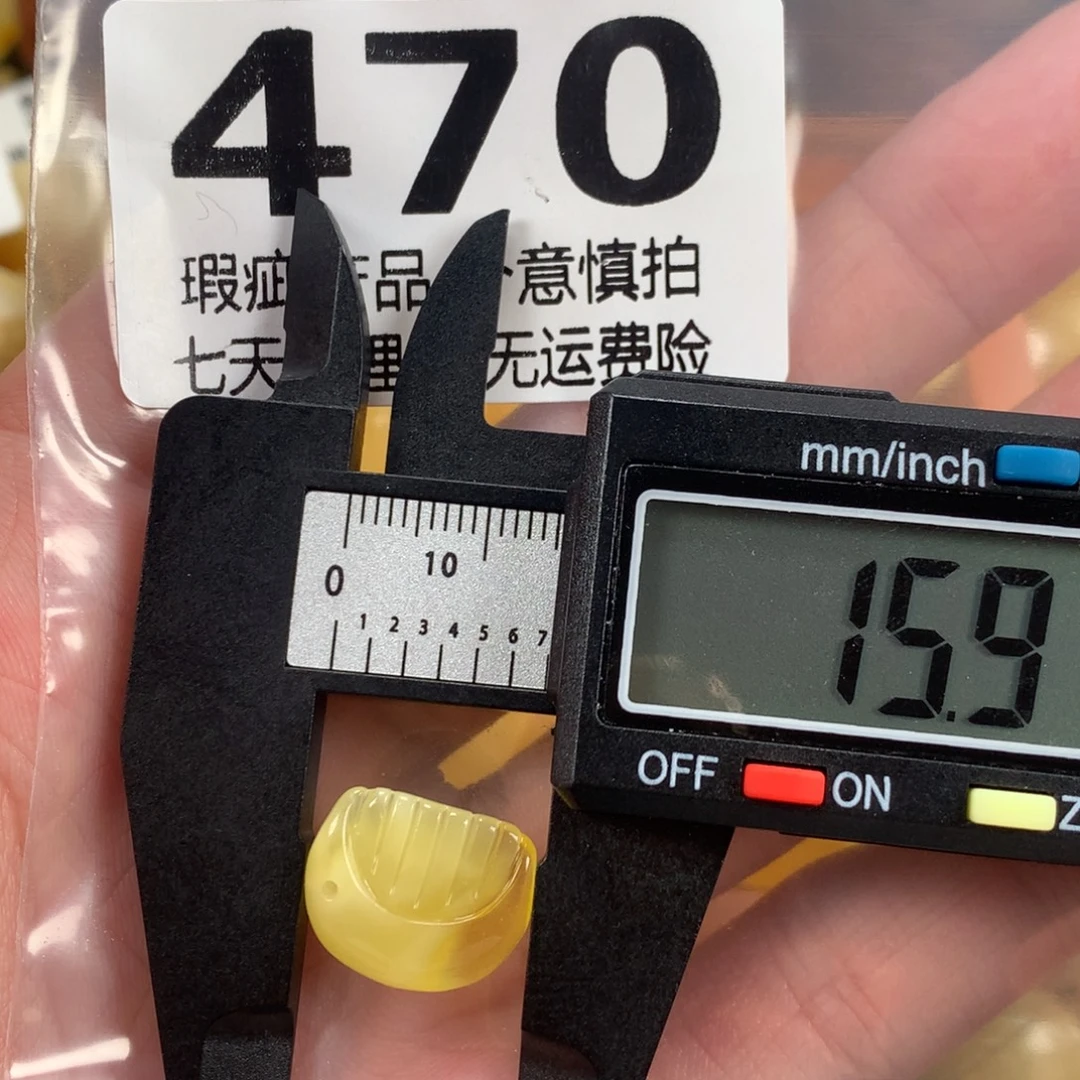 470
瑕疵 品 意慎拍
七天 理 无运费险
mm/inch
0 10
1 2 3 4 5 6 7
15.9
OFF ON Z